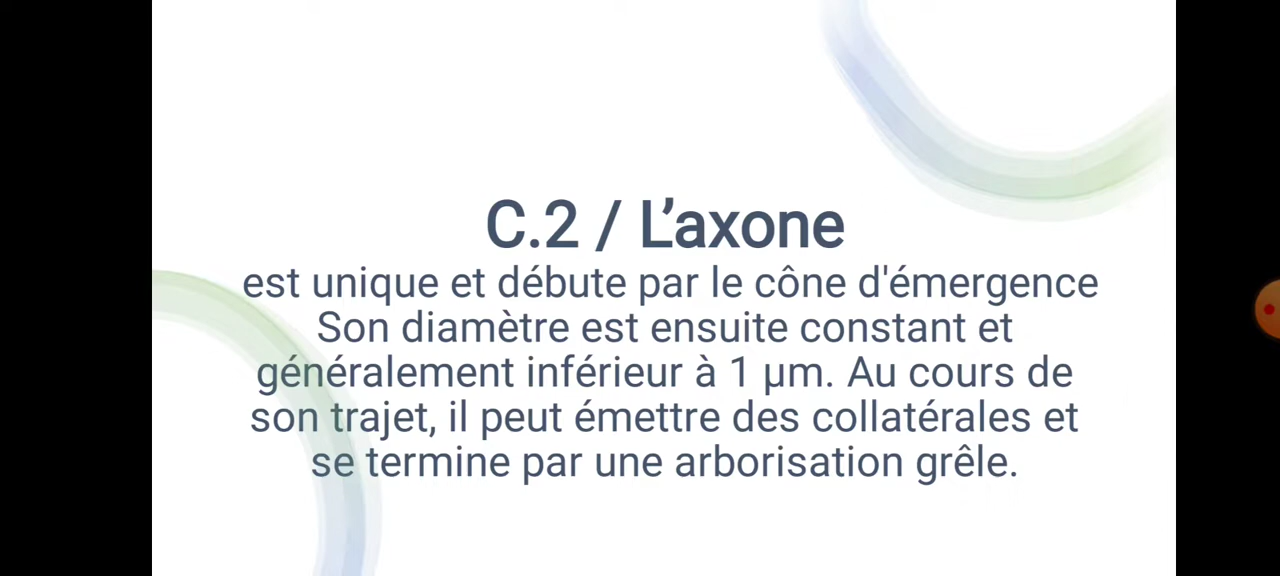 C.2 / L’axone
est unique et débute par le cône d'émergence
Son diamètre est ensuite constant et
généralement inférieur à 1 µm. Au cours de
son trajet, il peut émettre des collatérales et
se termine par une arborisation grêle.